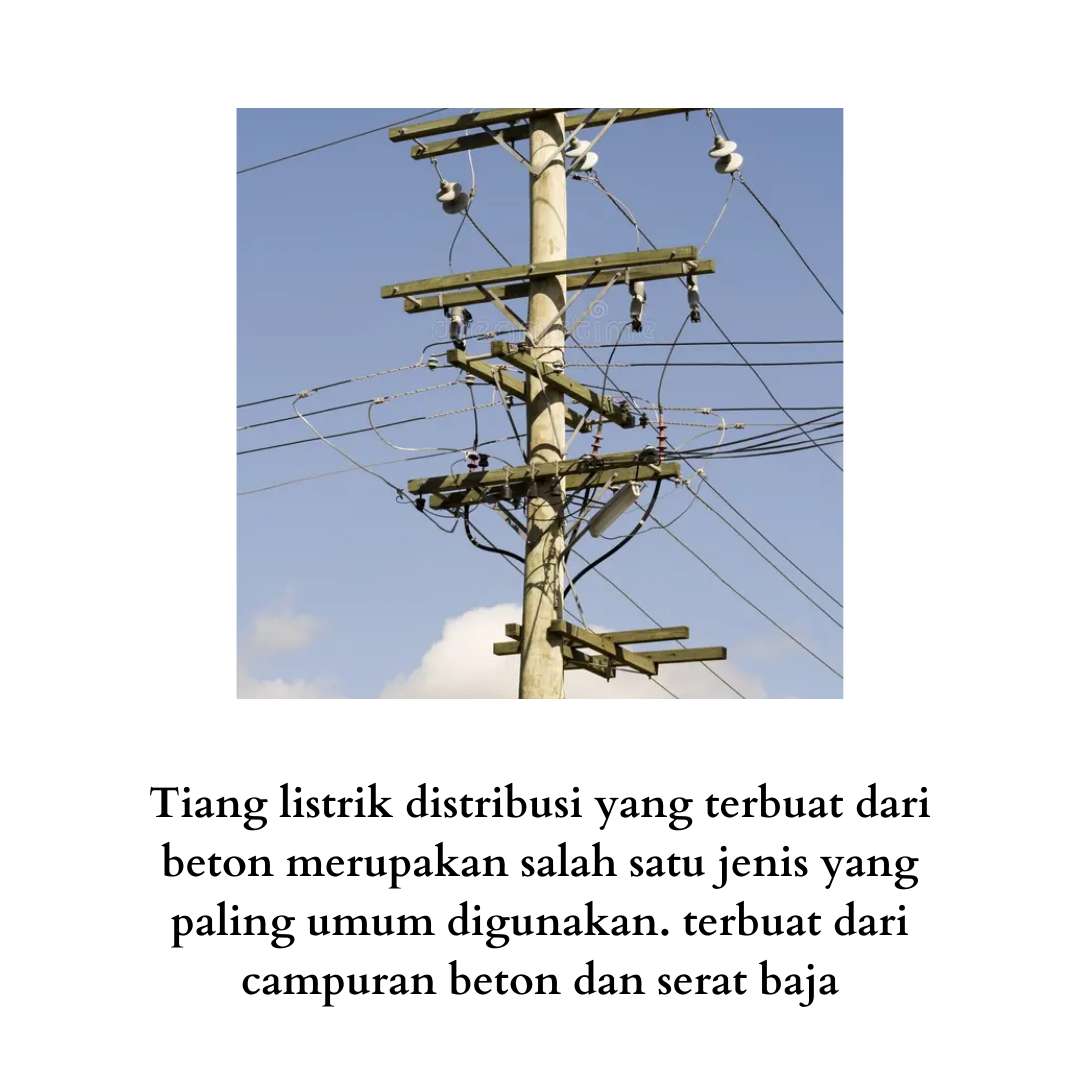 dreamstime
Tiang listrik distribusi yang terbuat dari
beton merupakan salah satu jenis yang
paling umum digunakan. terbuat dari
campuran beton dan serat baja